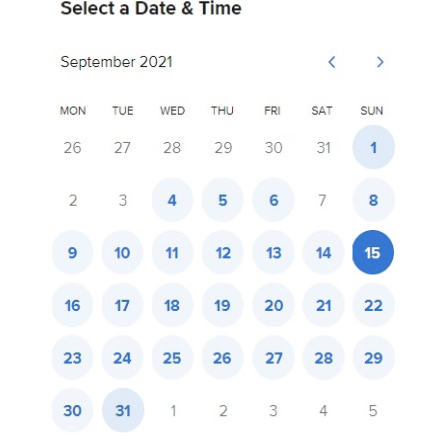 Select a Date & Time
September 2021
MON TUE WED THU FRI SAT SUN
26 27 28 29 30 31 1
2 3 4 5 6 7 8
9 10 11 12 13 14 15
16 17 18 19 20 21 22
23 24 25 26 27 28 29
30 31 1 2 3 4 5